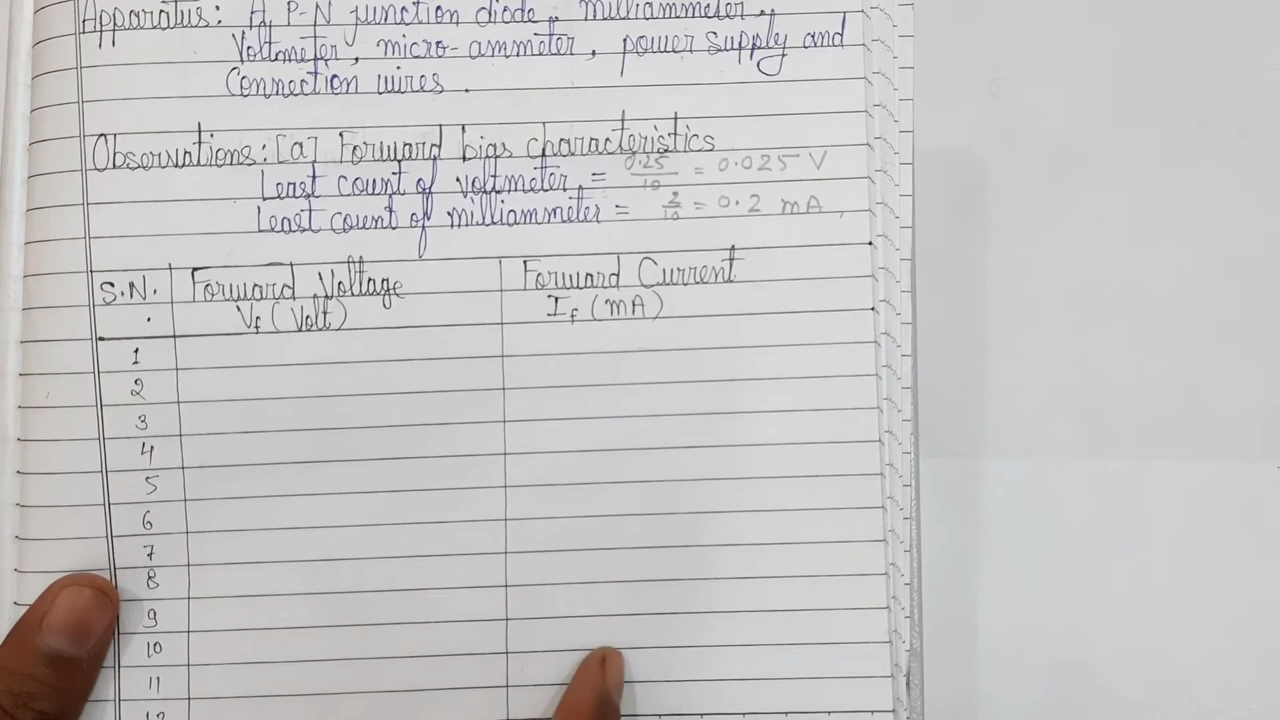 Apparatus: A P-N junction diode, milliammeter,
Voltmeter, micro-ammeter, power supply and
Connection wires.
Observations: [a] Forward bias characteristics
Least count of voltmeter = 0.25/10 = 0.025 V
Least count of milliammeter = 2/10 = 0.2 mA
S.N. Forward Voltage Forward Current
Vf (Volt) If (mA)
1
2
3
4
5
6
7
8
9
10
11
12